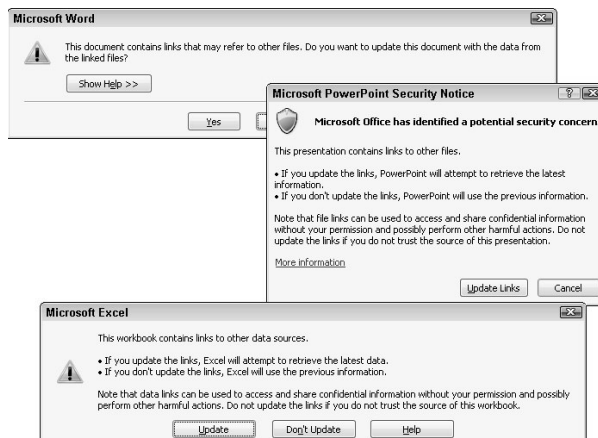 Microsoft Word
This document contains links that may refer to other files. Do you want to update this document with the data from
the linked files?
Show Help >>
Yes
Microsoft PowerPoint Security Notice
Microsoft Office has identified a potential security concern
This presentation contains links to other files.
• If you update the links, PowerPoint will attempt to retrieve the latest
information.
• If you don't update the links, PowerPoint will use the previous information.
Note that file links can be used to access and share confidential information
without your permission and possibly perform other harmful actions. Do not
update the links if you do not trust the source of this presentation.
More information
Update Links
Cancel
Microsoft Excel
This workbook contains links to other data sources.
• If you update the links, Excel will attempt to retrieve the latest data.
• If you don't update the links, Excel will use the previous information.
Note that data links can be used to access and share confidential information without your permission and possibly
perform other harmful actions. Do not update the links if you do not trust the source of this workbook.
Update
Don't Update
Help